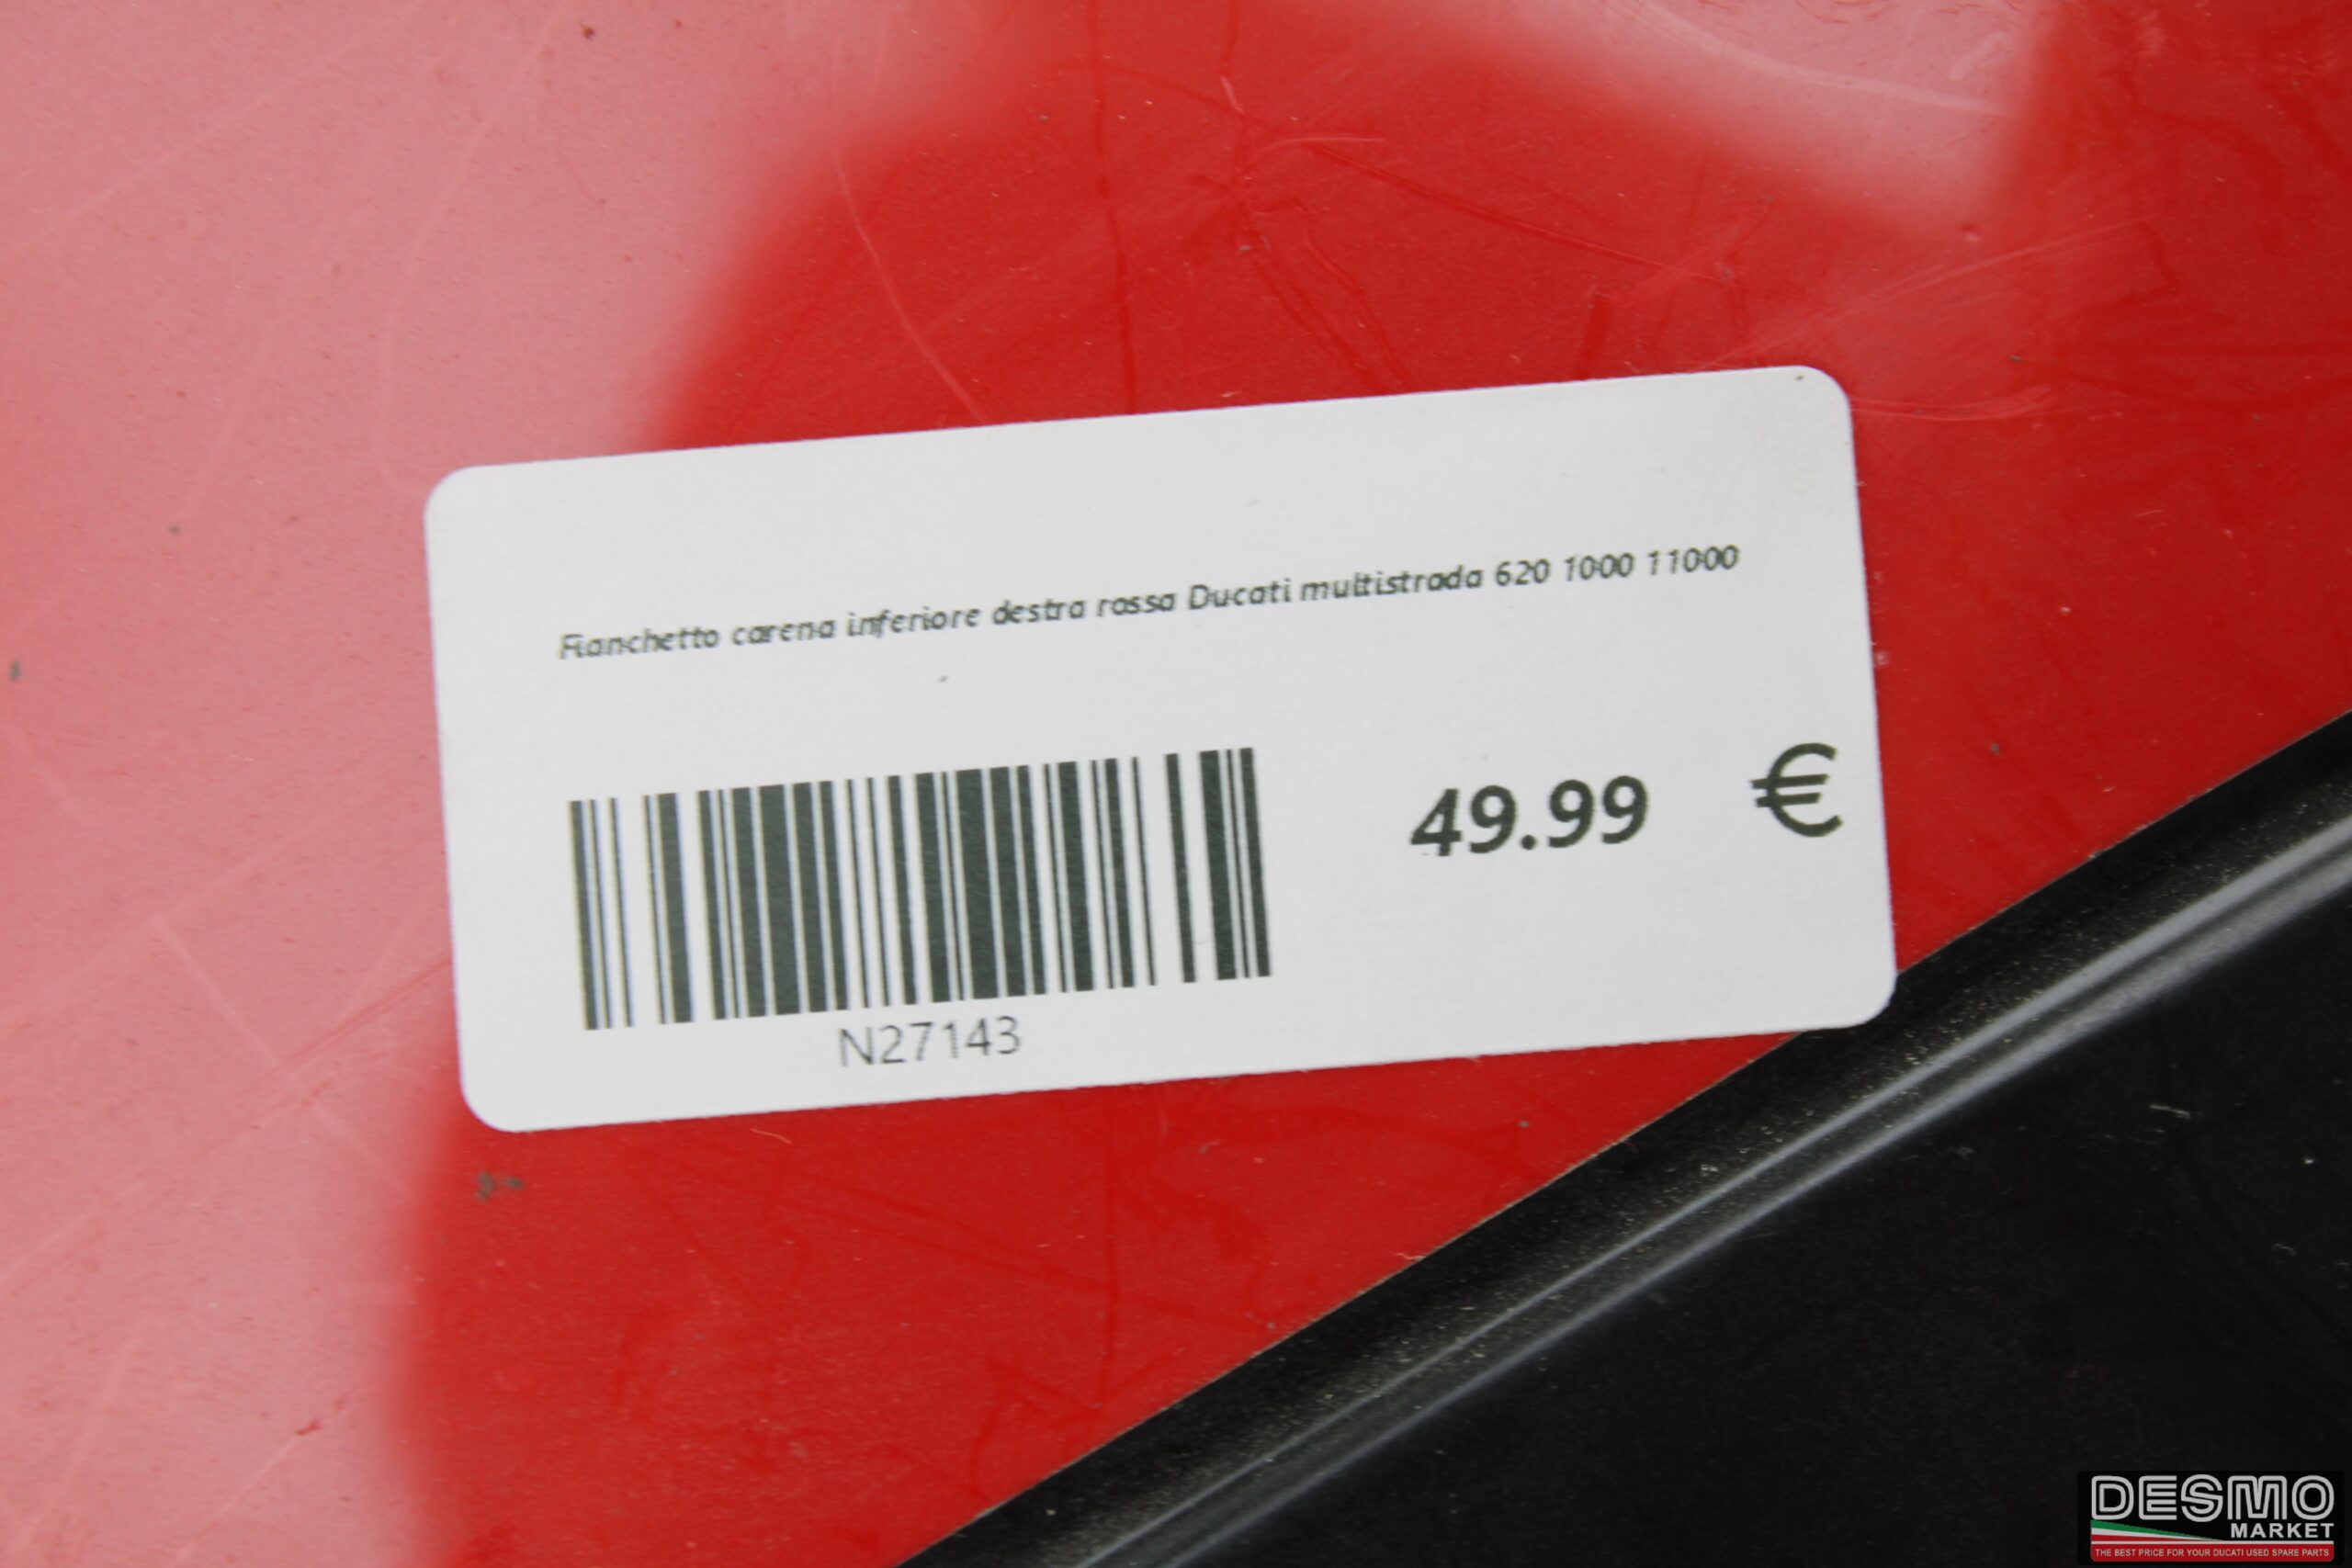 Fianchetto carena inferiore destra rossa Ducati multistrada 620 1000 11000
49.99 €
N27143
DESMO
MARKET
THE BEST PRICE FOR YOUR DUCATI USED SPARE PARTS